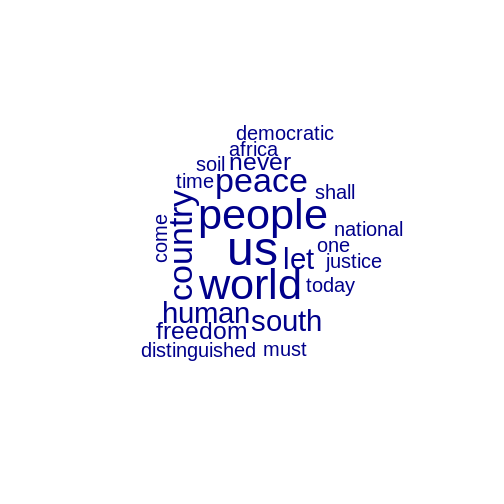 democratic
africa
soil never
time peace
shall
country
people
come
national
us
one
let
justice
world
today
human
south
freedom
distinguished must